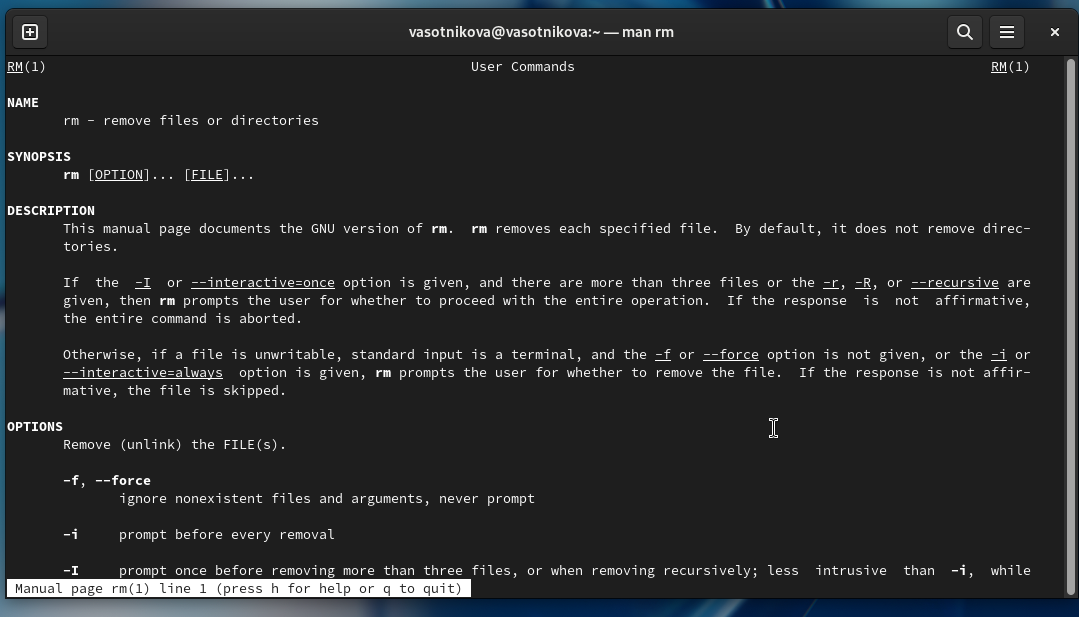 vasotnikova@vasotnikova:~ — man rm
RM(1) User Commands RM(1)
NAME
rm - remove files or directories
SYNOPSIS
rm [OPTION]... [FILE]...
DESCRIPTION
This manual page documents the GNU version of rm. rm removes each specified file. By default, it does not remove direc-
tories.
If the -I or --interactive=once option is given, and there are more than three files or the -r, -R, or --recursive are
given, then rm prompts the user for whether to proceed with the entire operation. If the response is not affirmative,
the entire command is aborted.
Otherwise, if a file is unwritable, standard input is a terminal, and the -f or --force option is not given, or the -i or
--interactive=always option is given, rm prompts the user for whether to remove the file. If the response is not affir-
mative, the file is skipped.
OPTIONS
Remove (unlink) the FILE(s).
-f, --force
ignore nonexistent files and arguments, never prompt
-i prompt before every removal
-I prompt once before removing more than three files, or when removing recursively; less intrusive than -i, while
Manual page rm(1) line 1 (press h for help or q to quit)